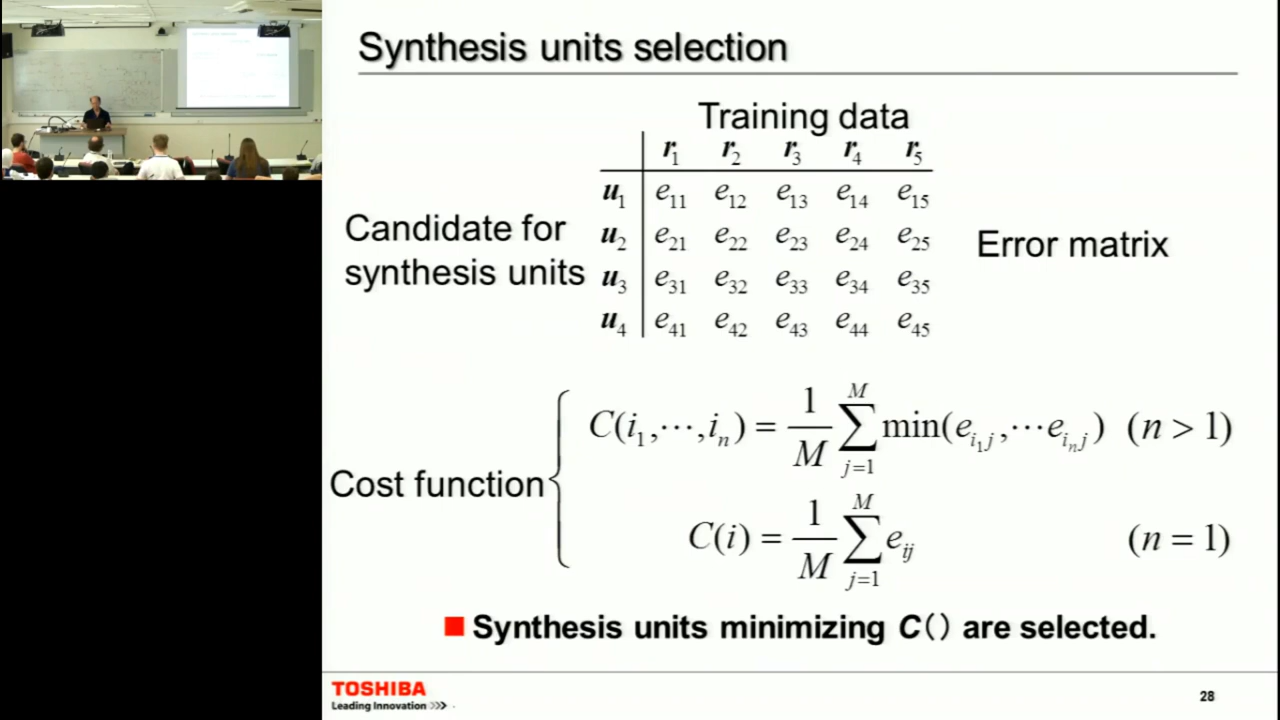 Synthesis units selection
Training data
r₁ r₂ r₃ r₄ r₅
u₁ e₁₁ e₁₂ e₁₃ e₁₄ e₁₅
Candidate for
synthesis units
u₂ e₂₁ e₂₂ e₂₃ e₂₄ e₂₅
u₃ e₃₁ e₃₂ e₃₃ e₃₄ e₃₅
u₄ e₄₁ e₄₂ e₄₃ e₄₄ e₄₅
Error matrix
Cost function
C(i₁,⋯,iₙ) = 1/M ∑_{j=1}^{M} min(e_{i₁j},⋯e_{iₙj}) (n > 1)
C(i) = 1/M ∑_{j=1}^{M} e_{ij} (n = 1)
■ Synthesis units minimizing C() are selected.
TOSHIBA
Leading Innovation >>>
28